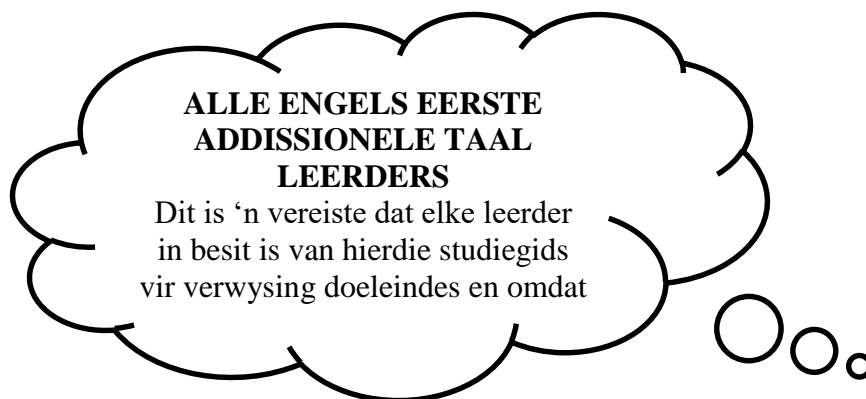 ALLE ENGELS EERSTE
ADDISSIONELE TAAL
LEERDERS
Dit is ‘n vereiste dat elke leerder
in besit is van hierdie studiegids
vir verwysing doeleindes en omdat